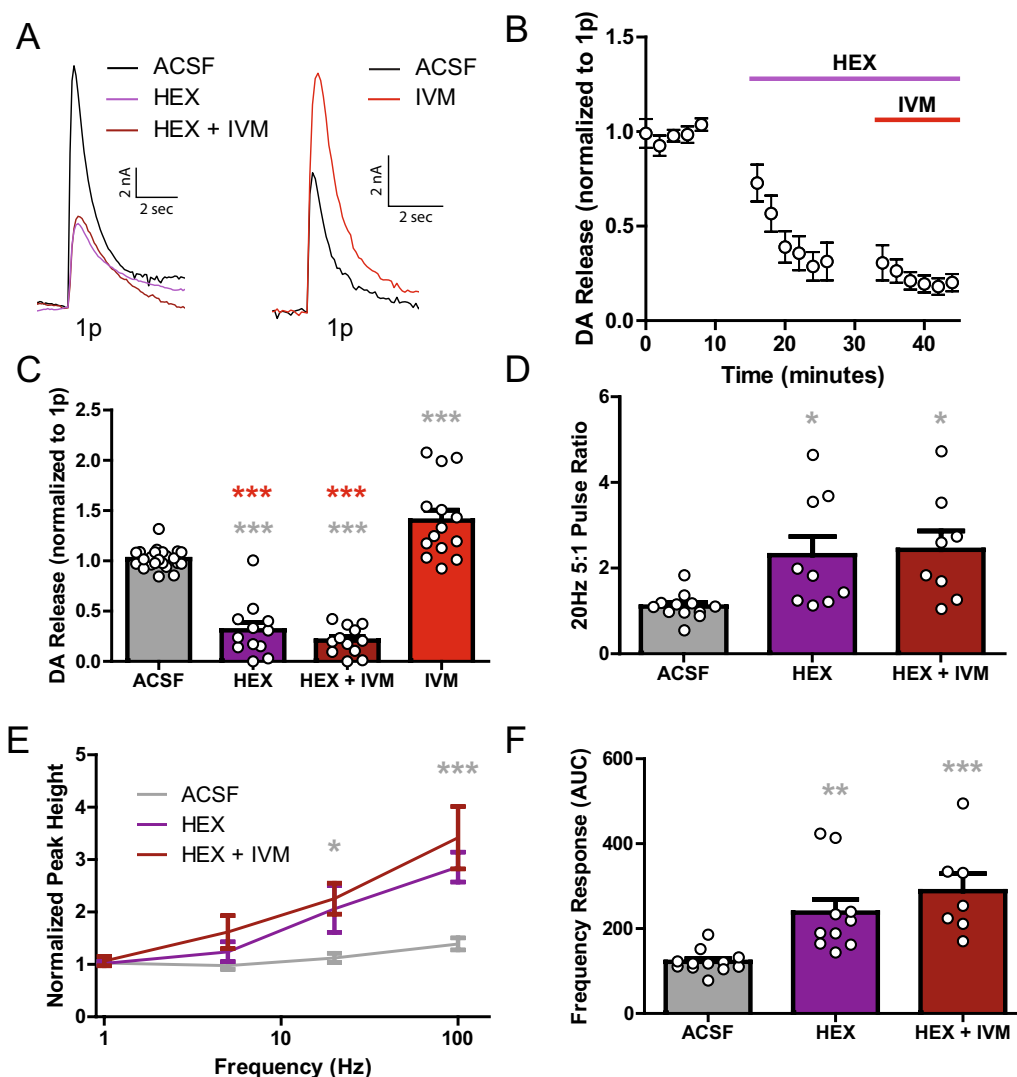 A
ACSF
HEX
HEX + IVM
2 nA
2 sec
1p
ACSF
IVM
2 nA
2 sec
1p
B
DA Release (normalized to 1p)
1.5
1.0
0.5
0.0
HEX
IVM
0 10 20 30 40
Time (minutes)
C
DA Release (normalized to 1p)
2.5
2.0
1.5
1.0
0.5
0.0
***
***
***
***
***
ACSF HEX HEX + IVM IVM
D
20Hz 5:1 Pulse Ratio
6
4
2
0
* *
ACSF HEX HEX + IVM
E
Normalized Peak Height
5
4
3
2
1
0
ACSF
HEX
HEX + IVM
*
***
1 10 100
Frequency (Hz)
F
Frequency Response (AUC)
600
400
200
0
**
***
ACSF HEX HEX + IVM